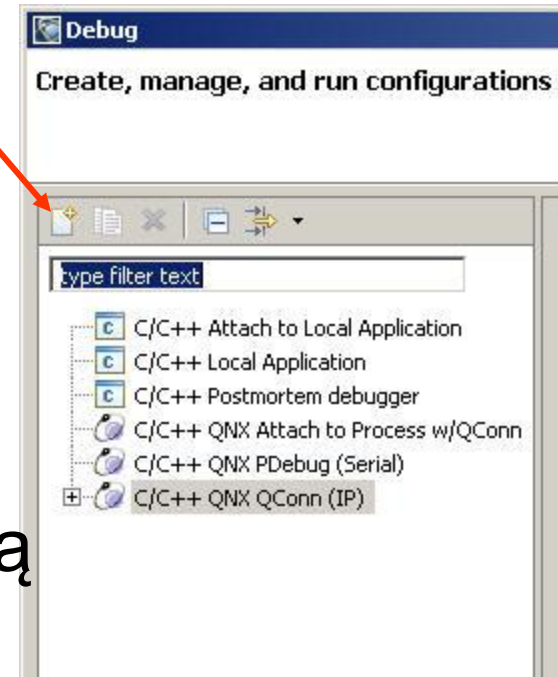 Debug
Create, manage, and run configurations
type filter text
C/C++ Attach to Local Application
C/C++ Local Application
C/C++ Postmortem debugger
C/C++ QNX Attach to Process w/QConn
C/C++ QNX PDebug (Serial)
C/C++ QNX QConn (IP)
ą